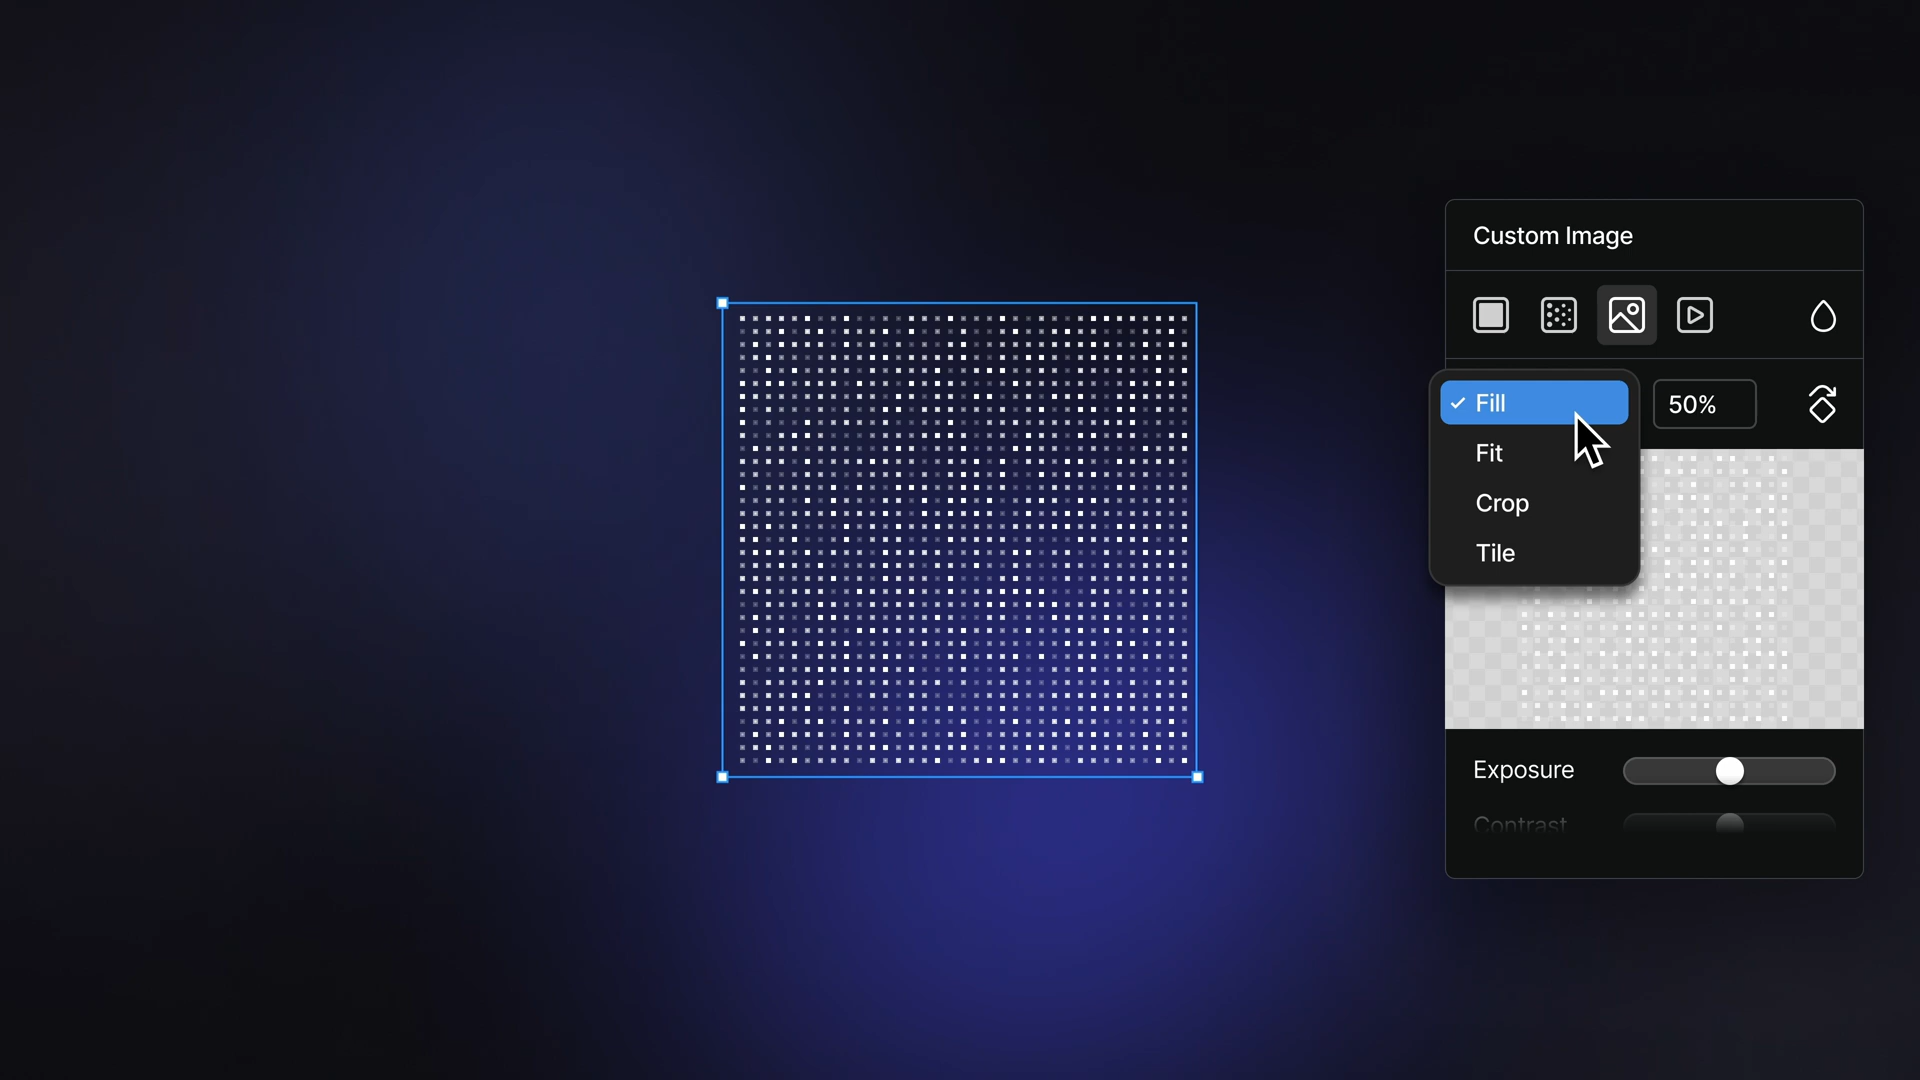 Custom Image
Fill
50%
Fit
Crop
Tile
Exposure
Contrast